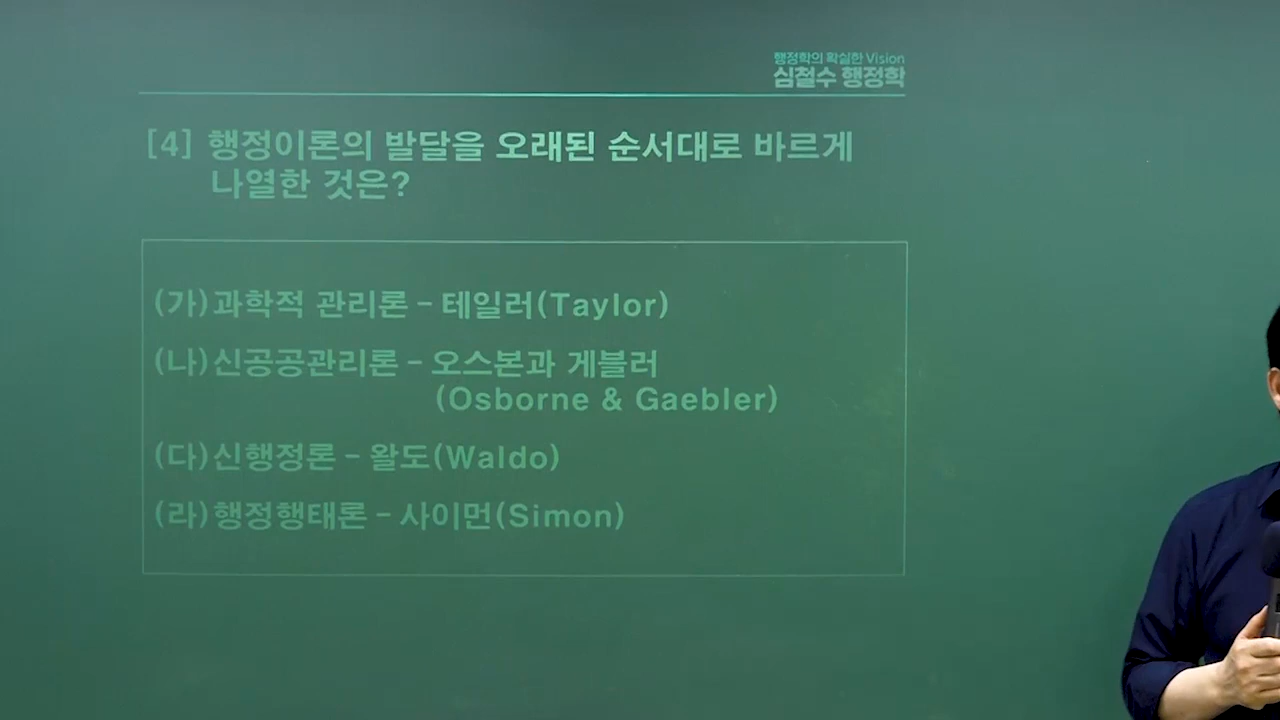 행정학의 확실한 Vision
심철수 행정학
[4] 행정이론의 발달을 오래된 순서대로 바르게
나열한 것은?
(가)과학적 관리론 – 테일러(Taylor)
(나)신공공관리론 – 오스본과 게블러
(Osborne & Gaebler)
(다)신행정론 – 왈도(Waldo)
(라)행정행태론 – 사이먼(Simon)